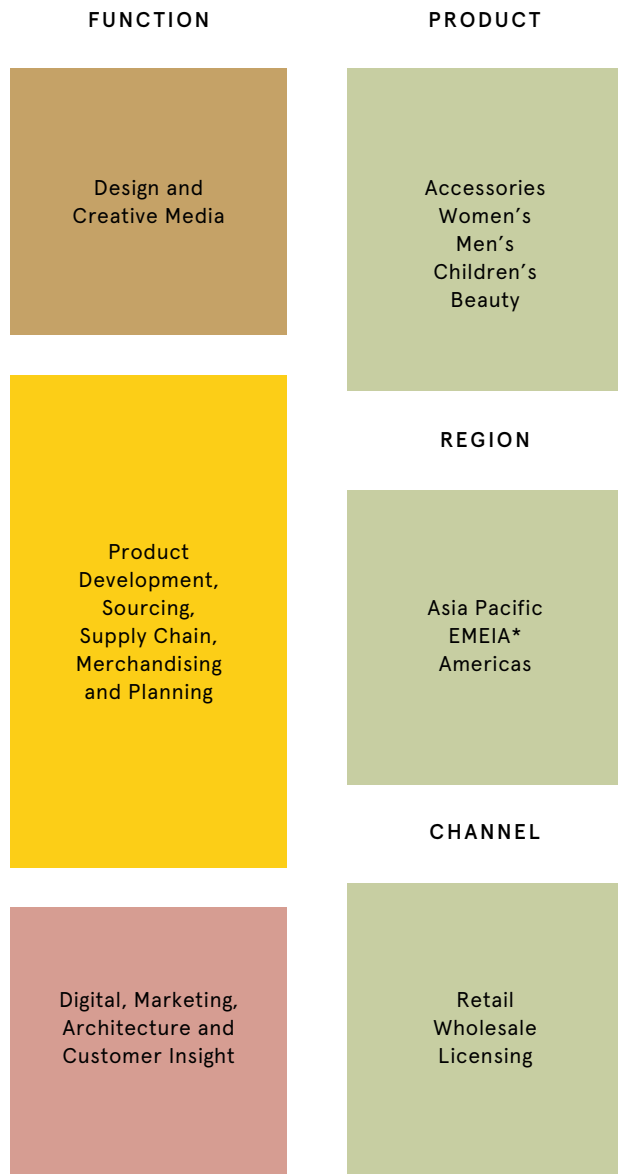 FUNCTION
Design and
Creative Media
Product
Development,
Sourcing,
Supply Chain,
Merchandising
and Planning
Digital, Marketing,
Architecture and
Customer Insight
PRODUCT
Accessories
Women’s
Men’s
Children’s
Beauty
REGION
Asia Pacific
EMEIA*
Americas
CHANNEL
Retail
Wholesale
Licensing